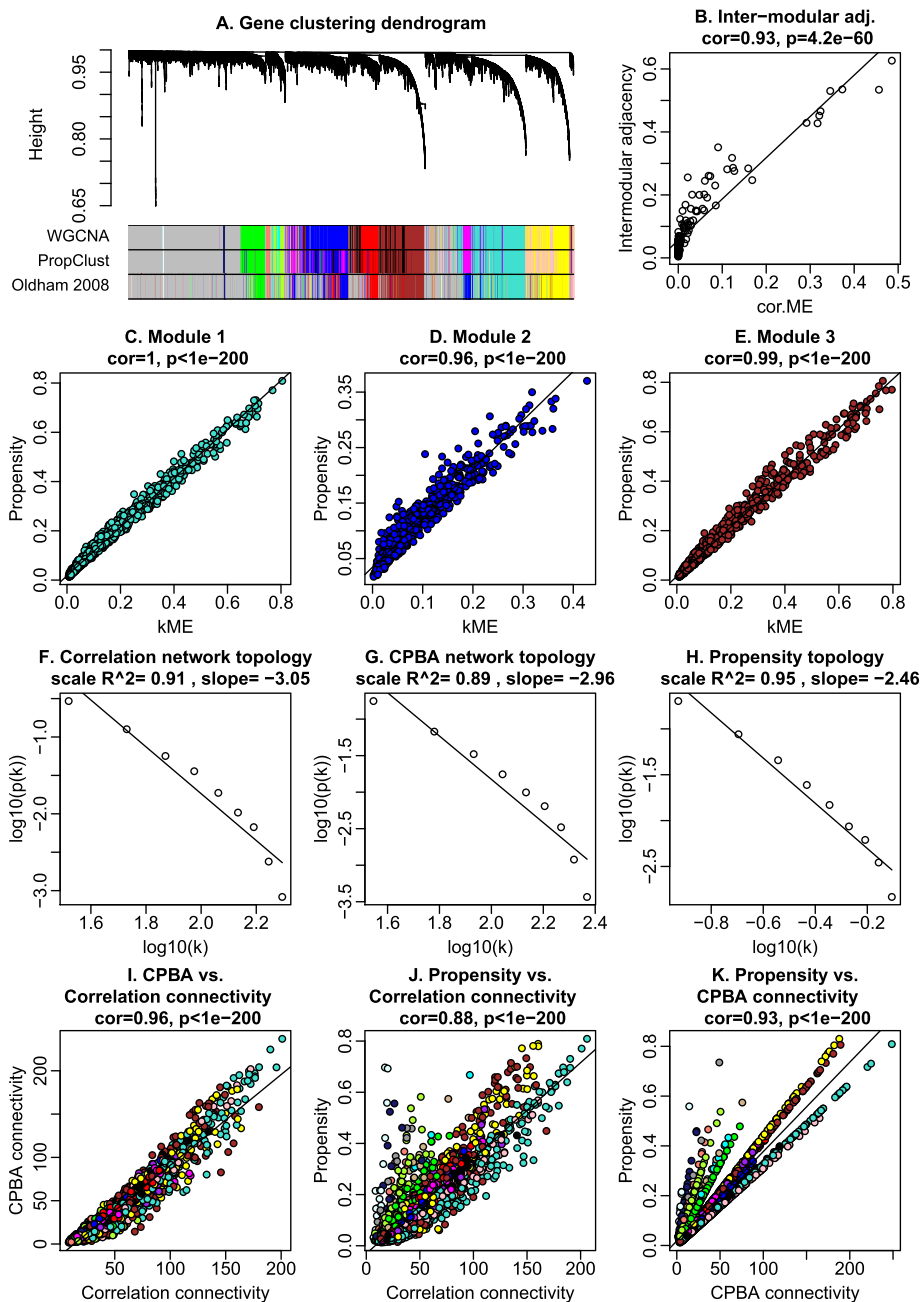 A. Gene clustering dendrogram
Height
0.95
0.80
0.65
WGCNA
PropClust
Oldham 2008
B. Inter−modular adj.
cor=0.93, p=4.2e−60
Intermodular adjacency
0.6
0.4
0.2
0.0
0.0 0.1 0.2 0.3 0.4 0.5
cor.ME
C. Module 1
cor=1, p<1e−200
Propensity
0.8
0.6
0.4
0.2
0.0
0.0 0.2 0.4 0.6 0.8
kME
D. Module 2
cor=0.96, p<1e−200
Propensity
0.35
0.25
0.15
0.05
0.0 0.1 0.2 0.3 0.4
kME
E. Module 3
cor=0.99, p<1e−200
Propensity
0.8
0.6
0.4
0.2
0.0
0.0 0.2 0.4 0.6 0.8
kME
F. Correlation network topology
scale R^2= 0.91 , slope= −3.05
log10(p(k))
−1.0
−2.0
−3.0
1.6 1.8 2.0 2.2
log10(k)
G. CPBA network topology
scale R^2= 0.89 , slope= −2.96
log10(p(k))
−1.5
−2.5
−3.5
1.6 1.8 2.0 2.2 2.4
log10(k)
H. Propensity topology
scale R^2= 0.95 , slope= −2.46
log10(p(k))
−1.5
−2.5
−0.8 −0.6 −0.4 −0.2
log10(k)
I. CPBA vs.
Correlation connectivity
cor=0.96, p<1e−200
CPBA connectivity
200
150
100
50
0
50 100 150 200
Correlation connectivity
J. Propensity vs.
Correlation connectivity
cor=0.88, p<1e−200
Propensity
0.8
0.6
0.4
0.2
0.0
0 50 100 150 200
Correlation connectivity
K. Propensity vs.
CPBA connectivity
cor=0.93, p<1e−200
Propensity
0.8
0.4
0.2
0.0
0 50 100 200
CPBA connectivity